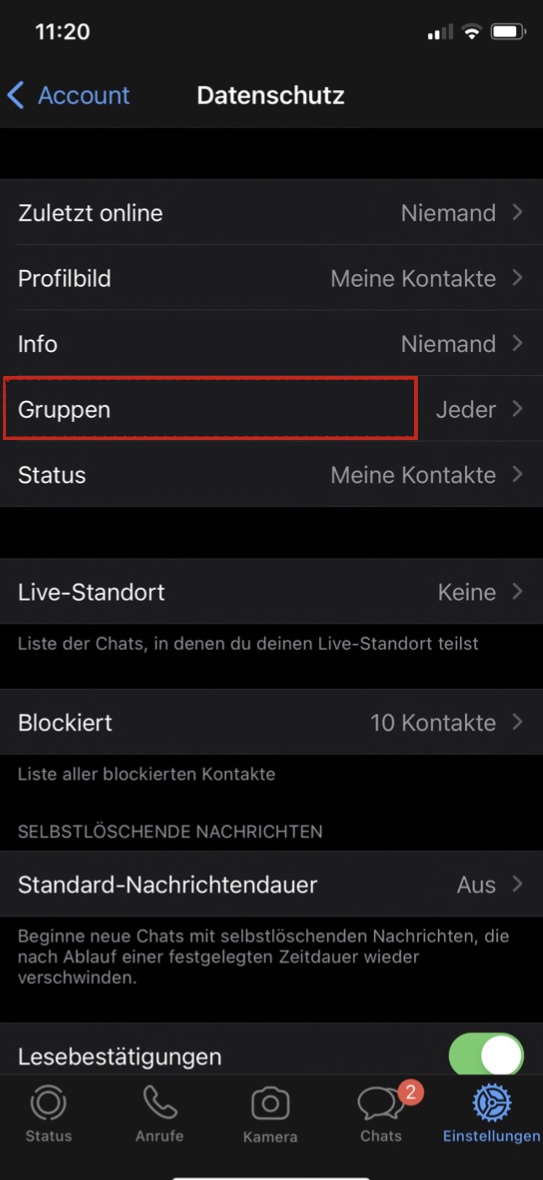 11:20
Account
Datenschutz
Zuletzt online Niemand
Profilbild Meine Kontakte
Info Niemand
Gruppen Jeder
Status Meine Kontakte
Live-Standort Keine
Liste der Chats, in denen du deinen Live-Standort teilst
Blockiert 10 Kontakte
Liste aller blockierten Kontakte
SELBSTLÖSCHENDE NACHRICHTEN
Standard-Nachrichtendauer Aus
Beginne neue Chats mit selbstlöschenden Nachrichten, die
nach Ablauf einer festgelegten Zeitdauer wieder
verschwinden.
Lesebestätigungen
2
Status Anrufe Kamera Chats Einstellungen